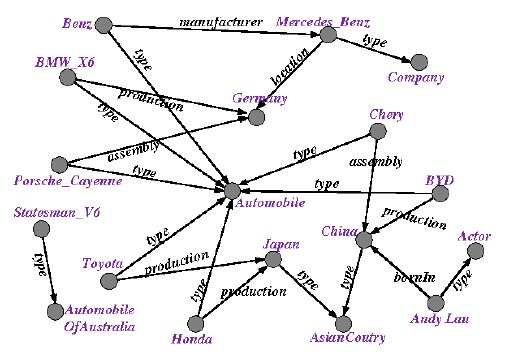 Benz
manufacturer
Mercedes_Benz
type
Company
BMW_X6
type
location
production
type
Germany
Chery
assembly
type
Porsche_Cayenne
type
assembly
type
BYD
Automobile
production
Statesman_V6
China
Actor
type
Toyota
type
production
Japan
type
bornIn
type
Automobile
OfAustralia
type
production
type
Honda
AsianCoutry
Andy Lau